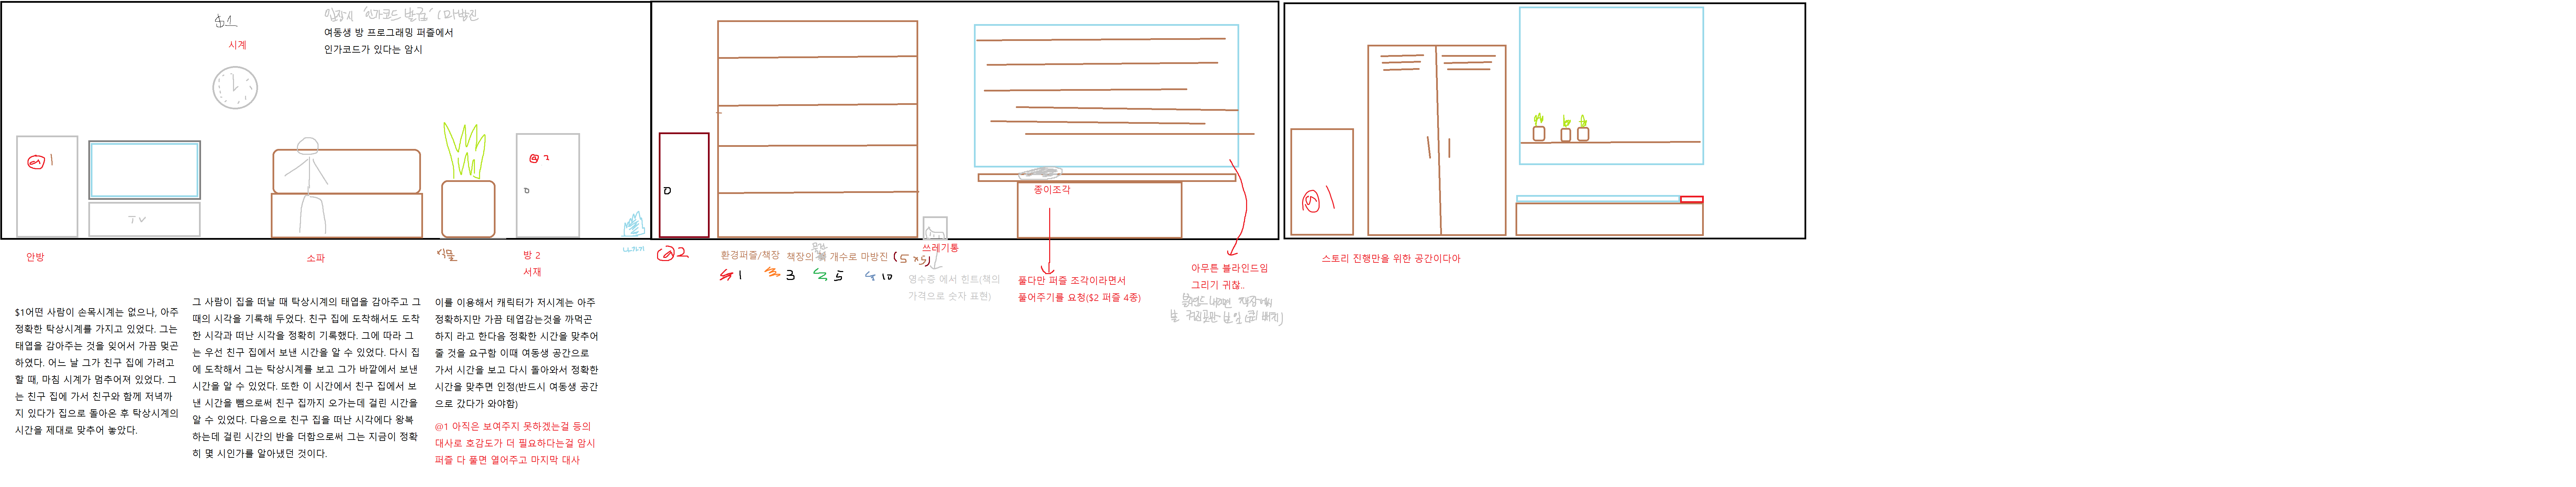 $1
입장시 '인가코드 발급' (마방진
여동생 방 프로그래밍 퍼즐에서
인가코드가 있다는 암시
시계
@1
TV
@2
안방
소파
식물
방 2
서재
@2
환경퍼즐/책장
책장의 개수로 마방진 (5x5)
1
3
5
10
쓰레기통
영수증 에서 힌트(책의
가격으로 숫자 표현)
종이조각
풀다만 퍼즐 조각이라면서
풀어주기를 요청($2 퍼즐 4종)
아무튼 블라인드임
그리기 귀찮..
@1
스토리 진행만을 위한 공간이다아
$1어떤 사람이 손목시계는 없으나, 아주
정확한 탁상시계를 가지고 있었다. 그는
태엽을 감아주는 것을 잊어서 가끔 멎곤
하였다. 어느 날 그가 친구 집에 가려고
할 때, 마침 시계가 멈추어져 있었다. 그
는 친구 집에 가서 친구와 함께 저녁까
지 있다가 집으로 돌아온 후 탁상시계의
시간을 제대로 맞추어 놓았다.
그 사람이 집을 떠날 때 탁상시계의 태엽을 감아주고 그
때의 시각을 기록해 두었다. 친구 집에 도착해서도 도착
한 시각과 떠난 시각을 정확히 기록했다. 그에 따라 그
는 우선 친구 집에서 보낸 시간을 알 수 있었다. 다시 집
에 도착해서 그는 탁상시계를 보고 그가 바깥에서 보낸
시간을 알 수 있었다. 또한 이 시간에서 친구 집에서 보
낸 시간을 뺌으로써 친구 집까지 오가는데 걸린 시간을
알 수 있었다. 다음으로 친구 집을 떠난 시각에다 왕복
하는데 걸린 시간의 반을 더함으로써 그는 지금이 정확
히 몇 시인가를 알아냈던 것이다.
이를 이용해서 캐릭터가 저시계는 아주
정확하지만 가끔 테엽감는것을 까먹곤
하지 라고 한다음 정확한 시간을 맞추어
줄 것을 요구함 이때 여동생 공간으로
가서 시간을 보고 다시 돌아와서 정확한
시간을 맞추면 인정(반드시 여동생 공간
으로 갔다가 와야함)
@1 아직은 보여주지 못하겠는걸 등의
대사로 호감도가 더 필요하다는걸 암시
퍼즐 다 풀면 열어주고 마지막 대사